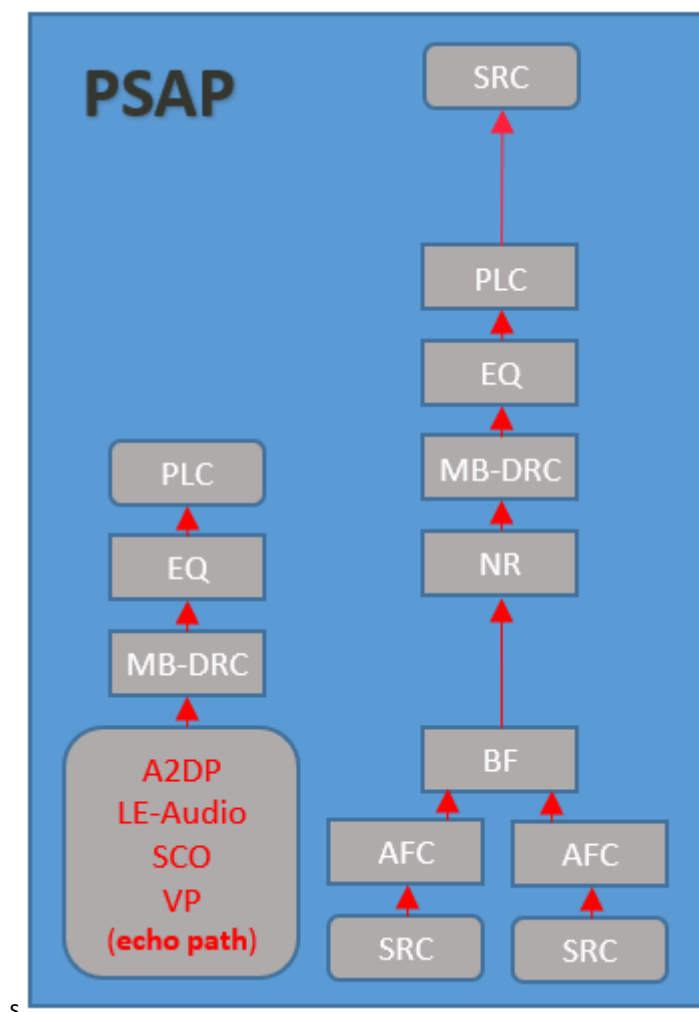 PSAP
SRC
PLC
EQ
MB-DRC
NR
BF
AFC
AFC
SRC
SRC
PLC
EQ
MB-DRC
A2DP
LE-Audio
SCO
VP
(echo path)
s